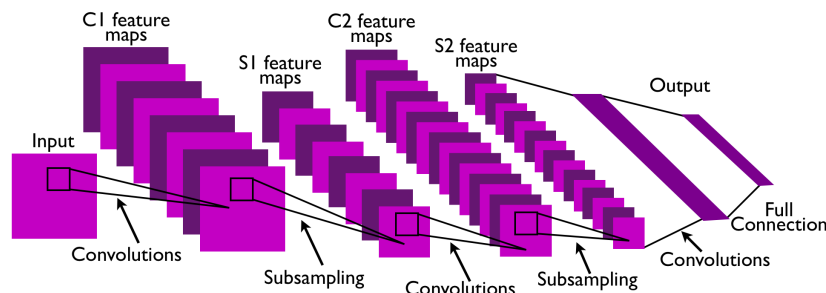 C1 feature
maps
S1 feature
maps
C2 feature
maps
S2 feature
maps
Output
Input
Convolutions
Subsampling
Convolutions
Subsampling
Convolutions
Full
Connection